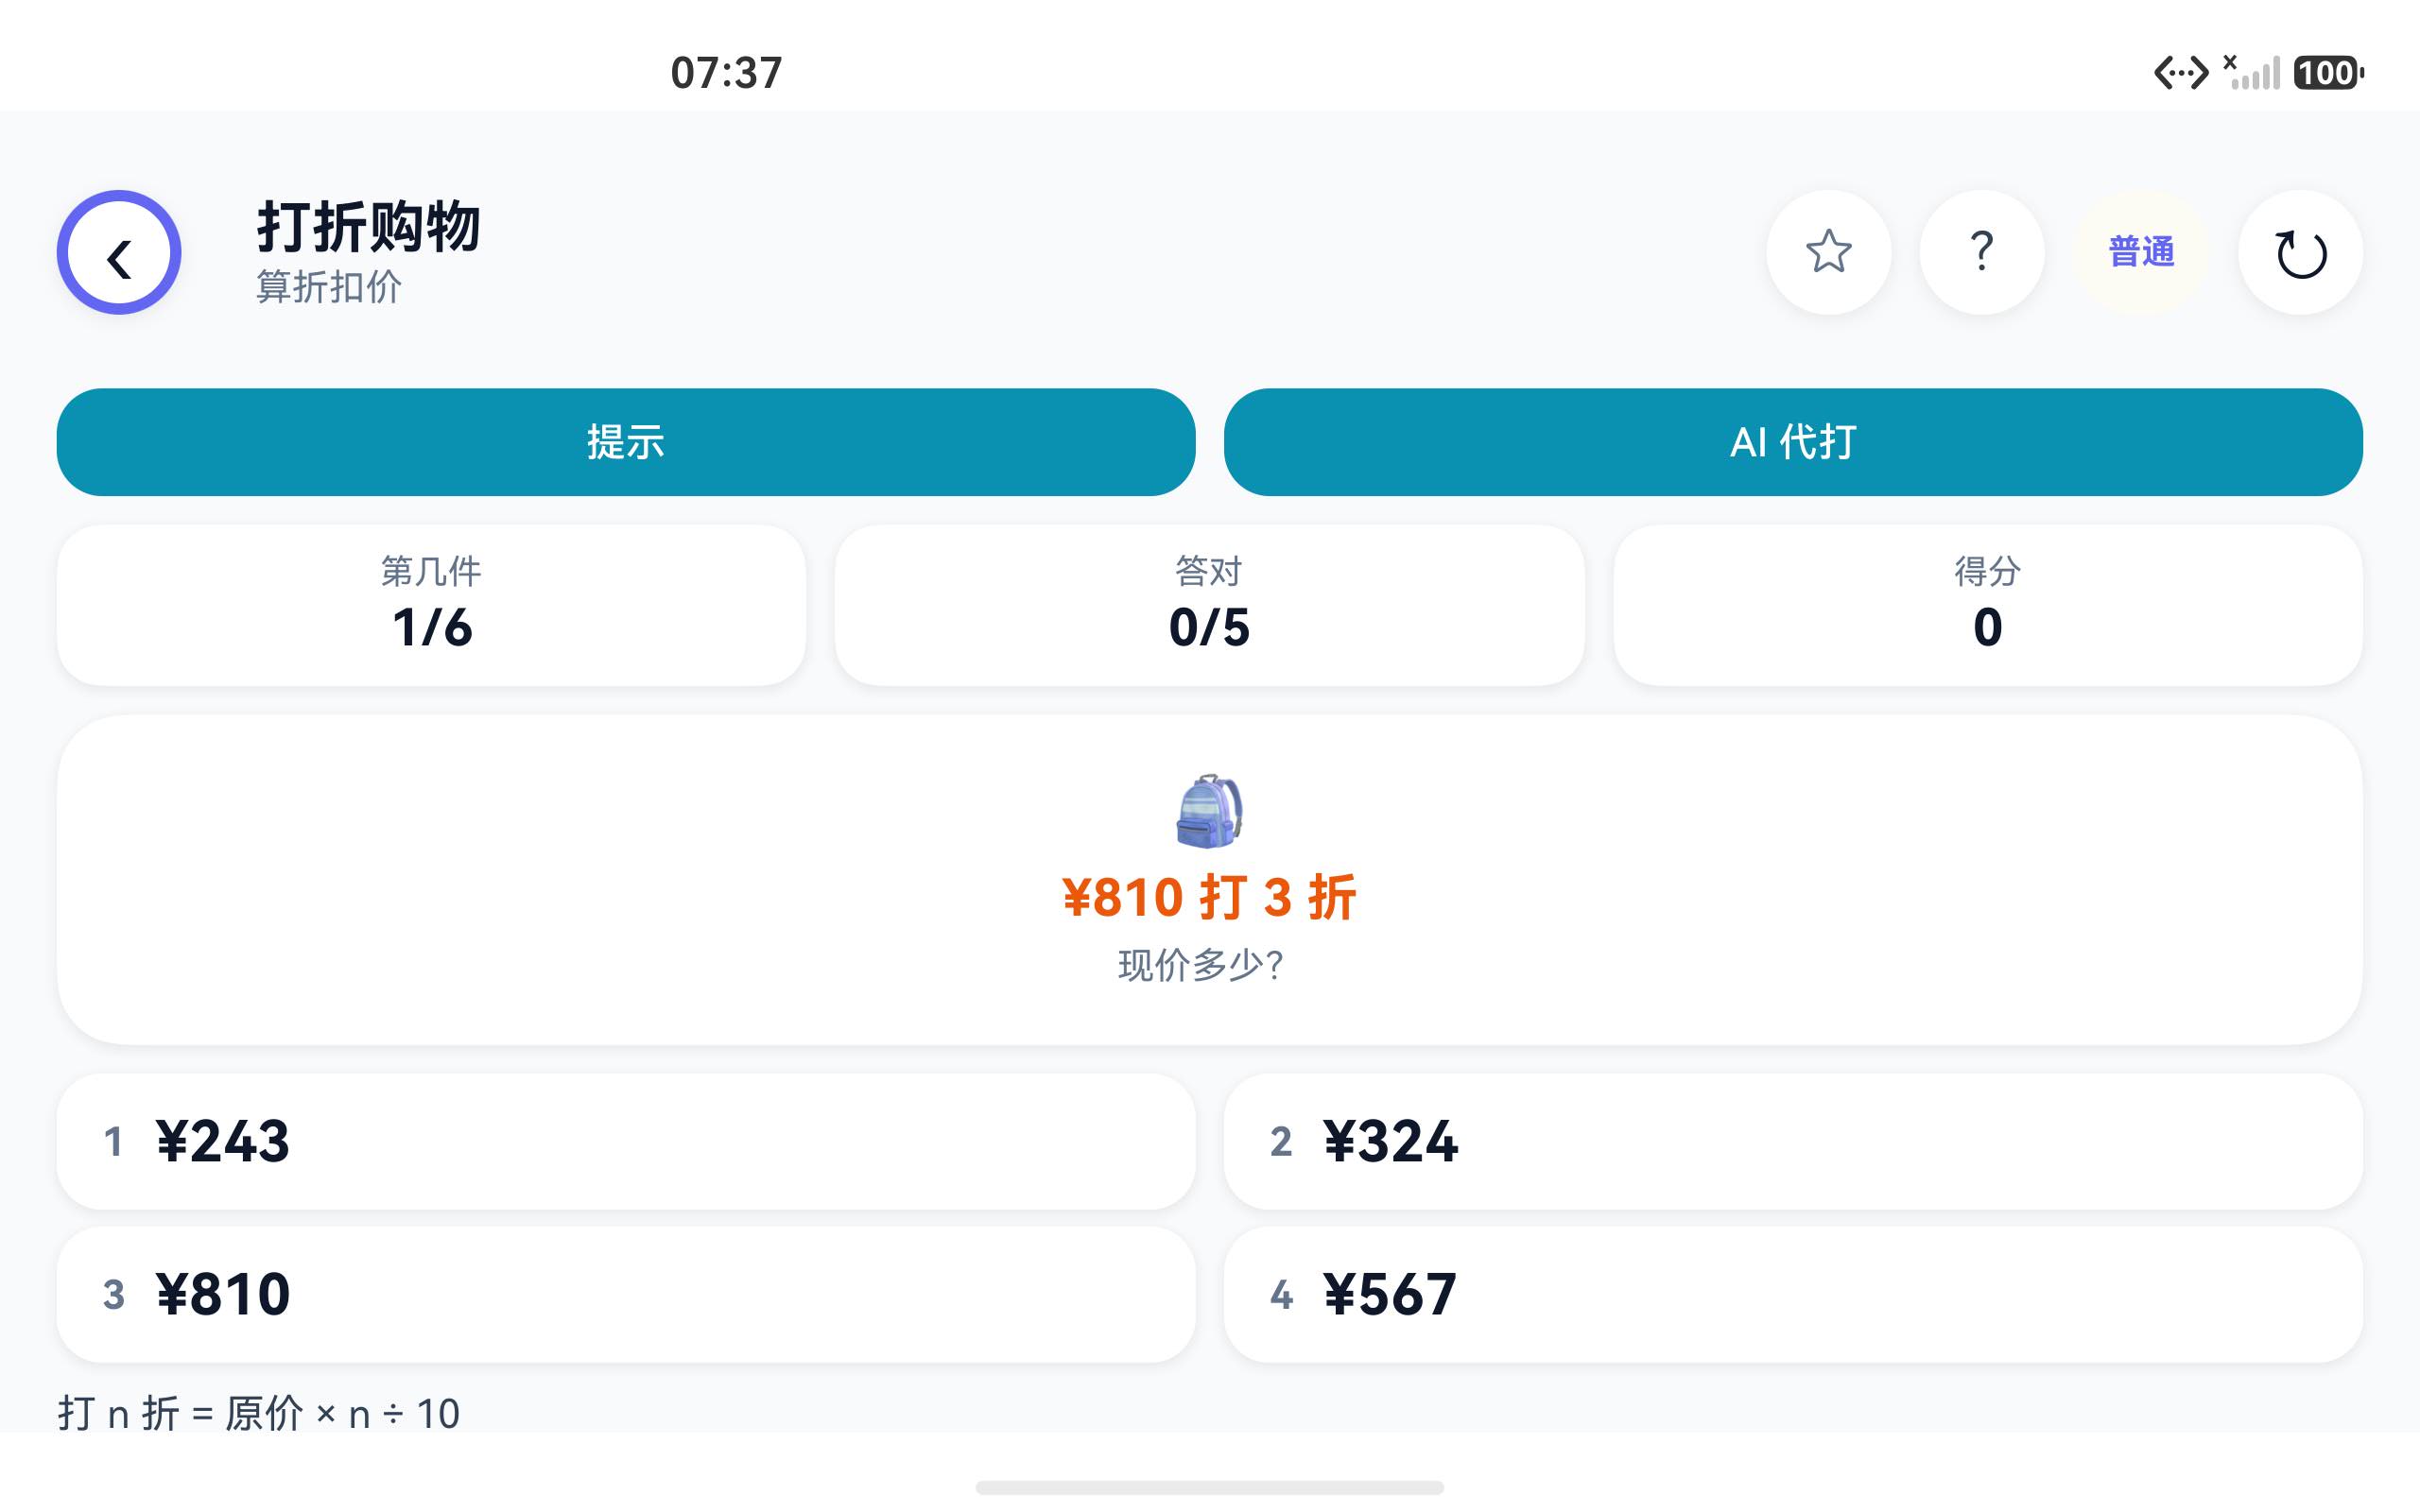 07:37
100
打折购物
算折扣价
?
普通
提示
AI 代打
第几件
1/6
答对
0/5
得分
0
¥810 打 3 折
现价多少？
1 ¥243
2 ¥324
3 ¥810
4 ¥567
打 n 折 = 原价 × n ÷ 10